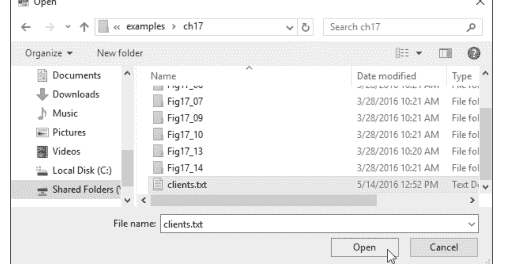 Open
« examples > ch17
Search ch17
Organize
New folder
Documents
Downloads
Music
Pictures
Videos
Local Disk (C:)
Shared Folders (
Name
Date modified
Type
Fig17_07
3/28/2016 10:21 AM
File fol
Fig17_09
3/28/2016 10:21 AM
File fol
Fig17_10
3/28/2016 10:21 AM
File fol
Fig17_13
3/28/2016 10:20 AM
File fol
Fig17_14
3/28/2016 10:21 AM
File fol
clients.txt
5/14/2016 12:52 PM
Text D
File name:
clients.txt
Open
Cancel